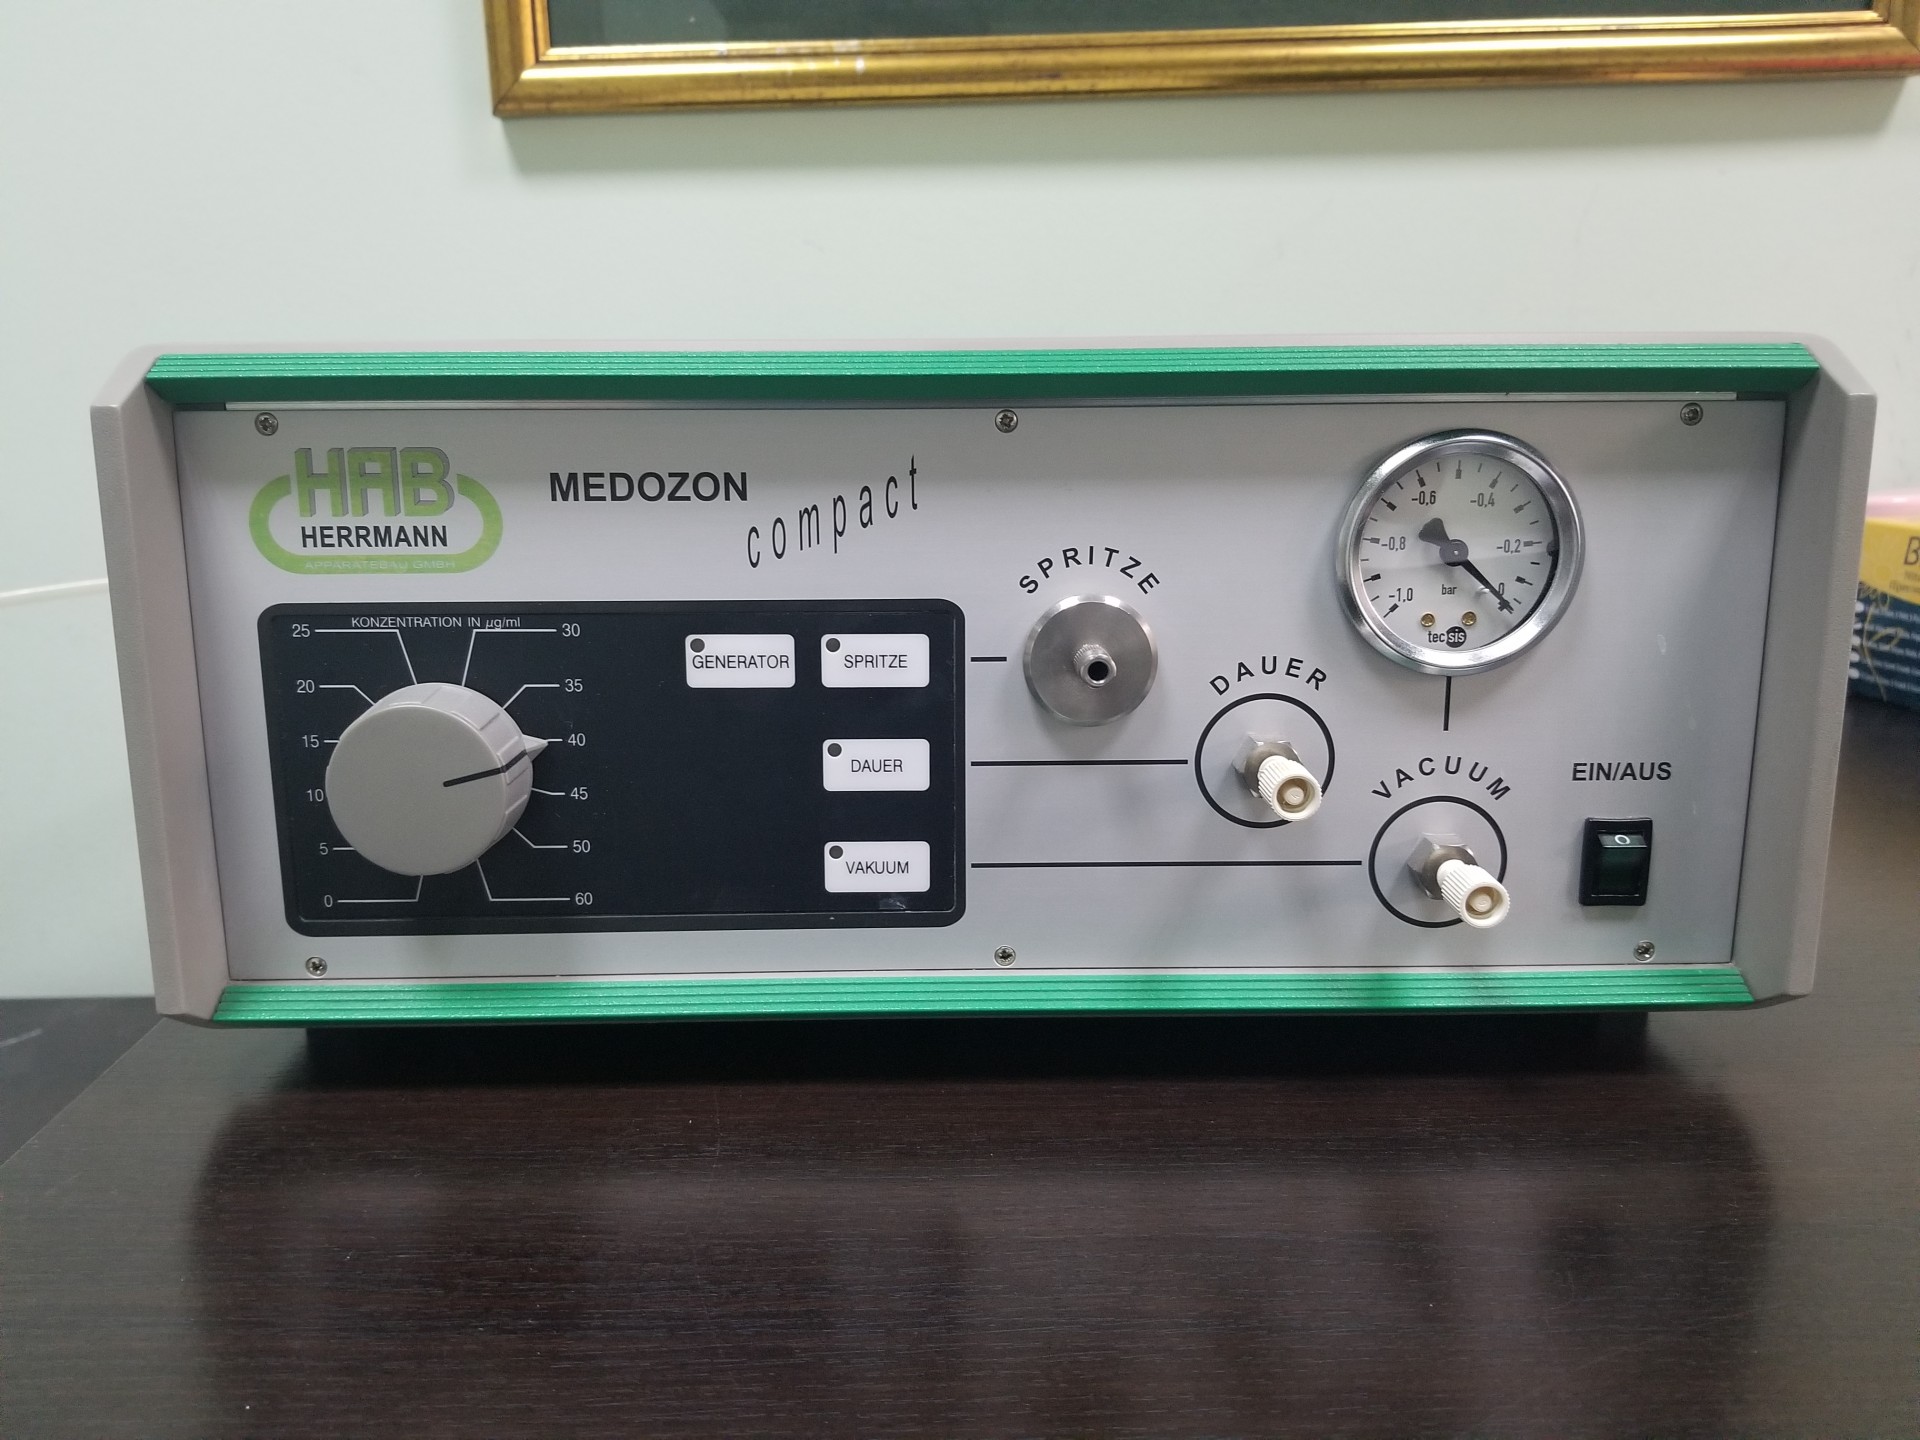 HAB
HERRMANN
APPARATEBAU GMBH
MEDOZON
compact
KONZENTRATION IN µg/ml
25
30
20
35
15
40
10
45
5
50
0
60
GENERATOR
SPRITZE
DAUER
VAKUUM
SPRITZE
DAUER
VACUUM
-0,6
-0,4
-0,8
-0,2
-1,0
bar
0
tecsis
EIN/AUS
O
B